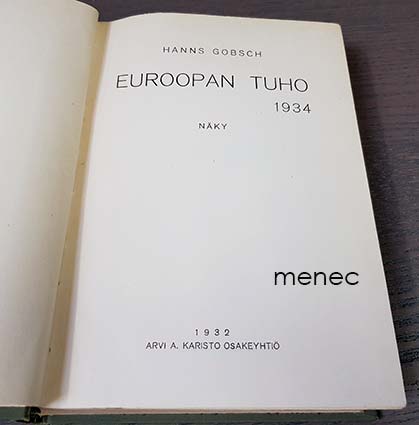 HANNS GOBSCH
EUROOPAN TUHO
1934
NÄKY
menec
1932
ARVI A. KARISTO OSAKEYHTIÖ